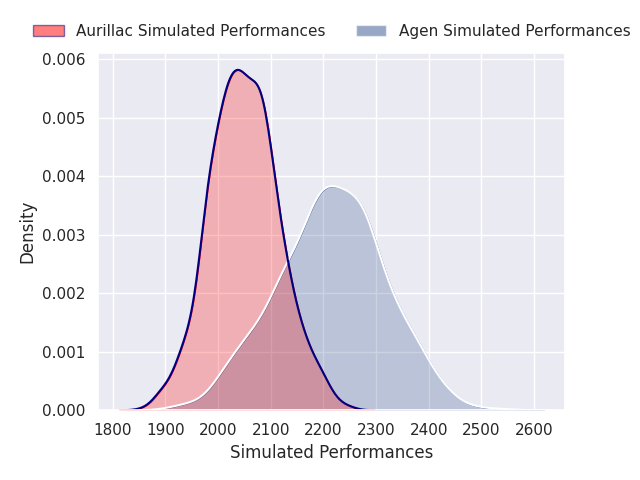 Aurillac Simulated Performances Agen Simulated Performances
0.006
0.005
0.004
0.003
0.002
0.001
0.000
Density
1800 1900 2000 2100 2200 2300 2400 2500 2600
Simulated Performances